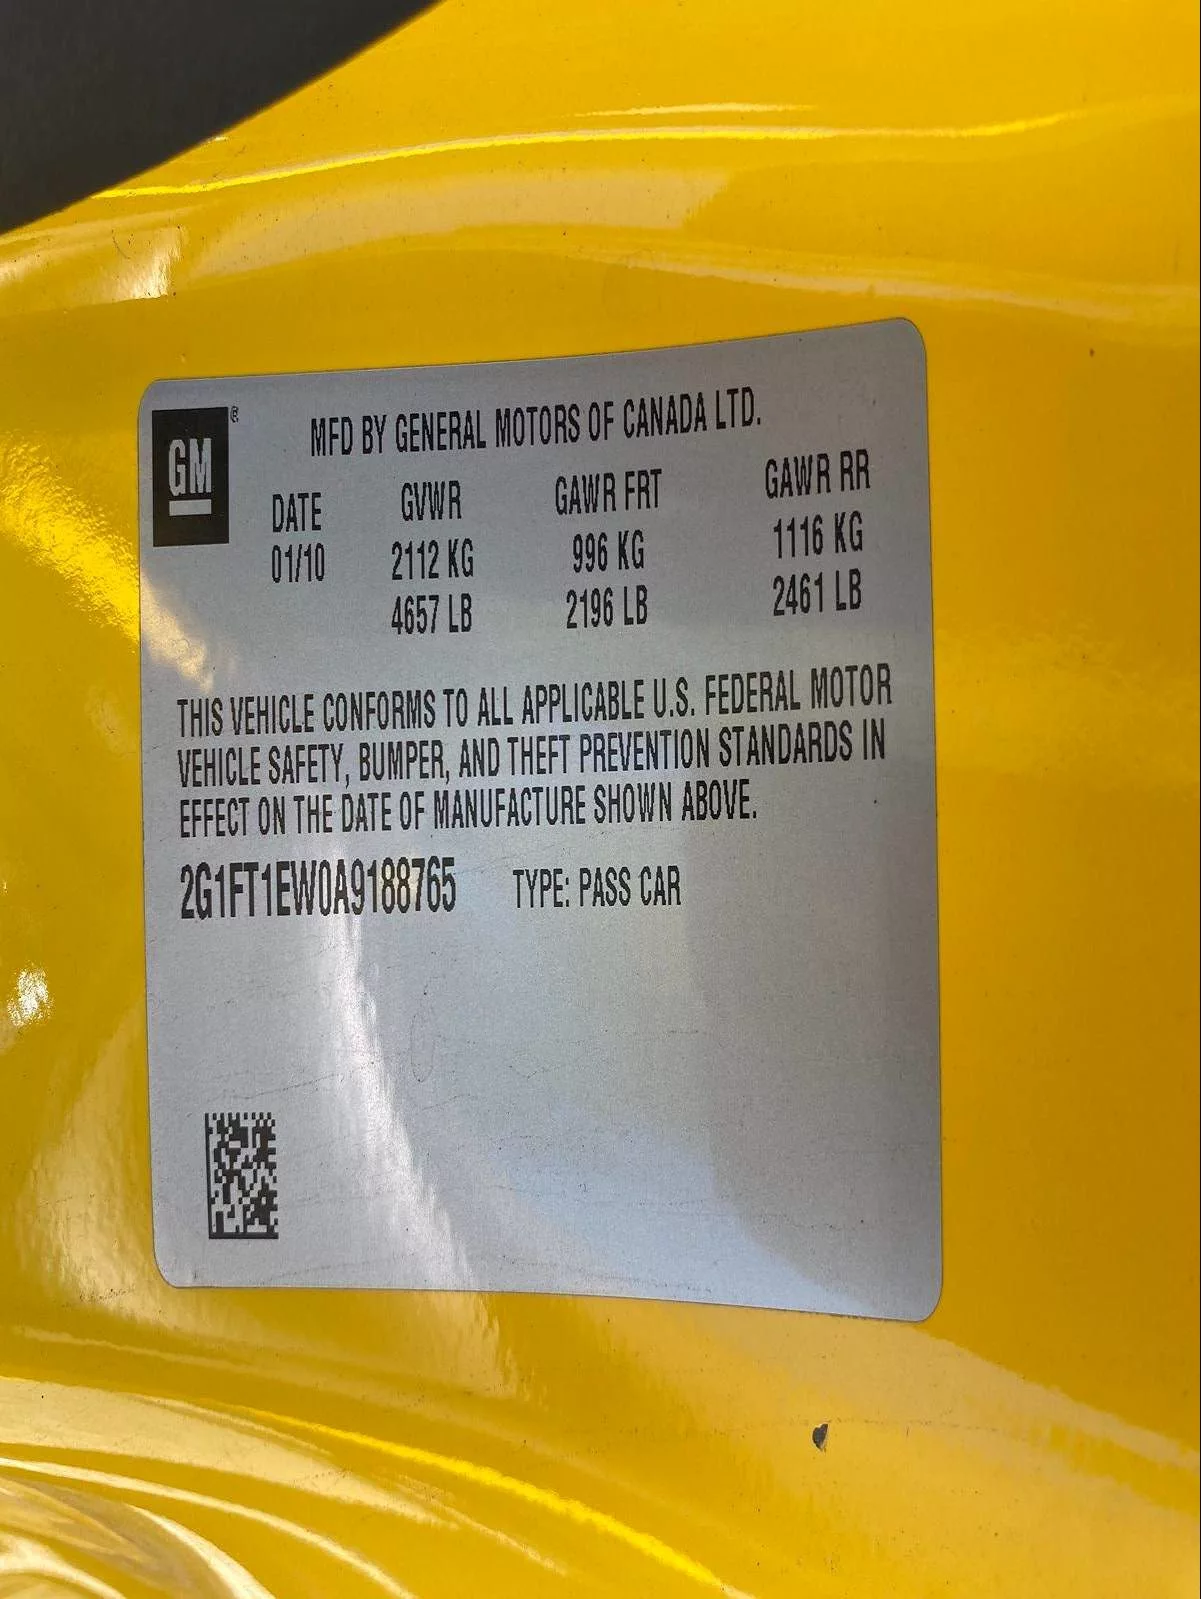 GM ®
MFD BY GENERAL MOTORS OF CANADA LTD.
DATE GVWR GAWR FRT GAWR RR
01/10 2112 KG 996 KG 1116 KG
4657 LB 2196 LB 2461 LB
THIS VEHICLE CONFORMS TO ALL APPLICABLE U.S. FEDERAL MOTOR
VEHICLE SAFETY, BUMPER, AND THEFT PREVENTION STANDARDS IN
EFFECT ON THE DATE OF MANUFACTURE SHOWN ABOVE.
2G1FT1EW0A9188765 TYPE: PASS CAR